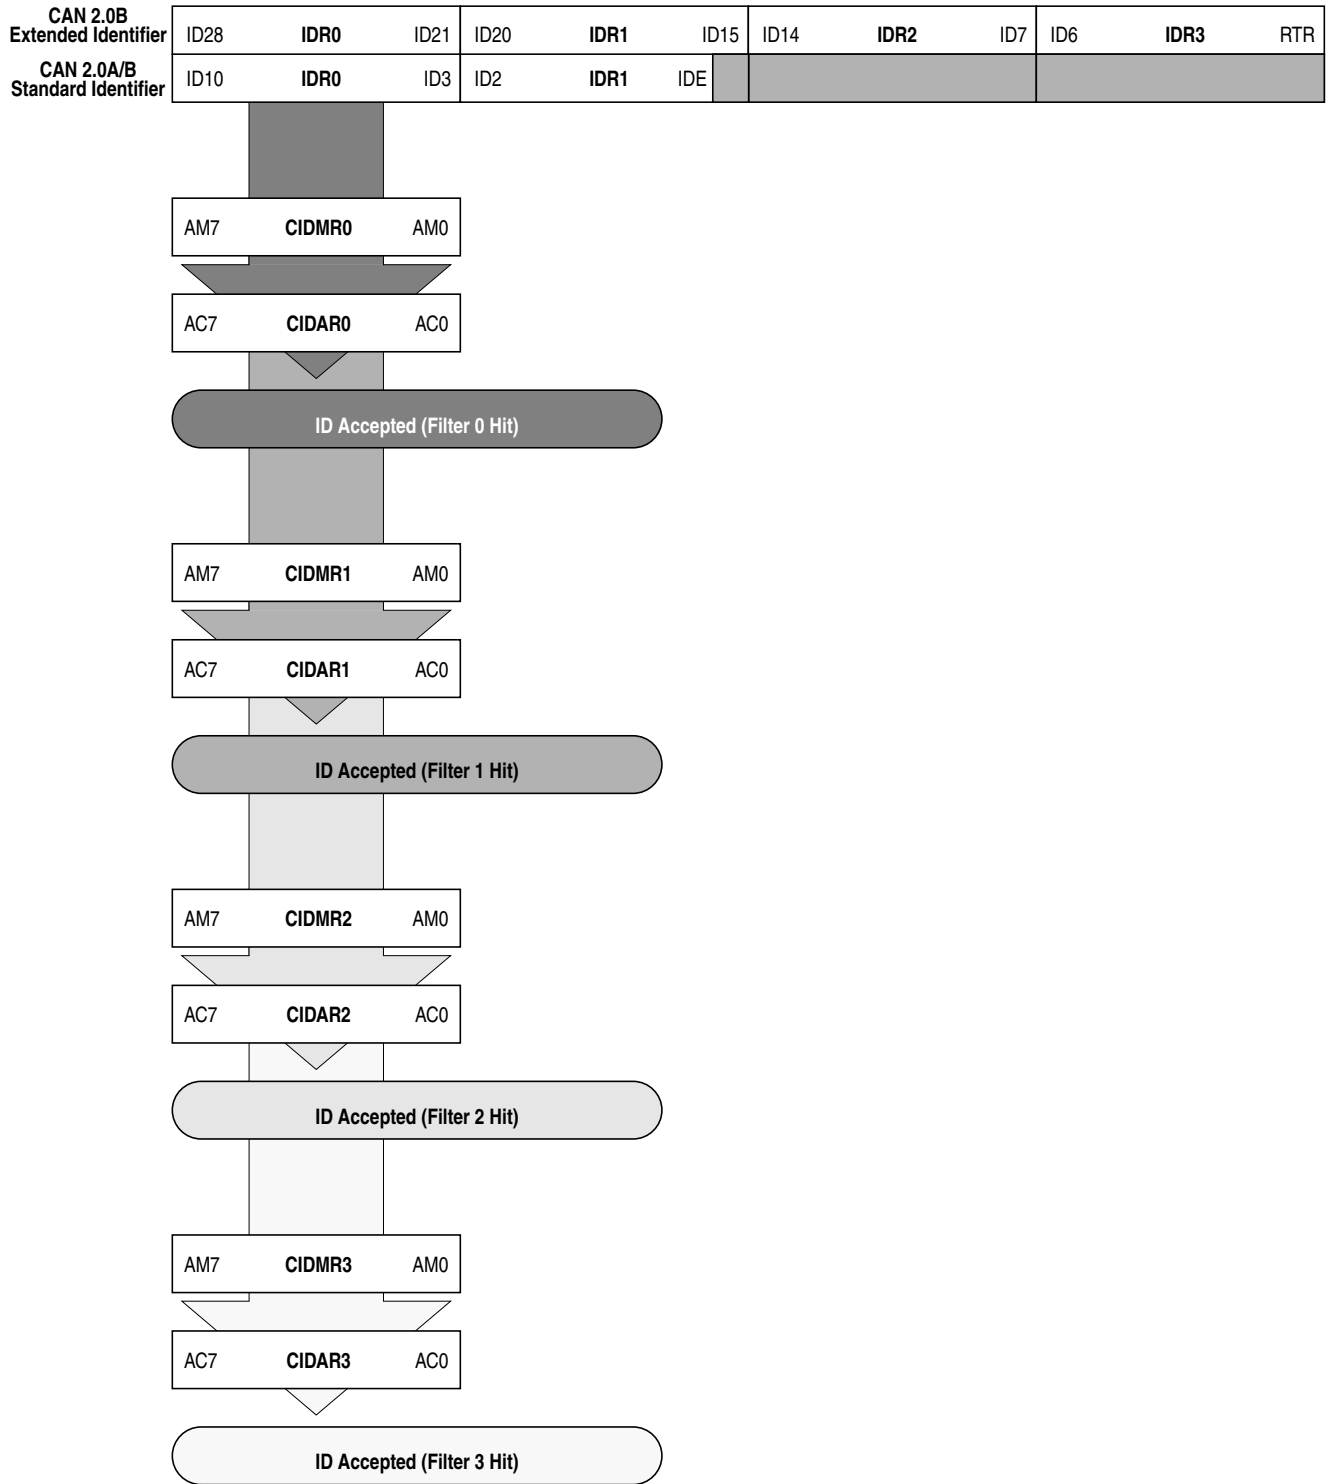 CAN 2.0B
Extended Identifier ID28 IDR0 ID21 ID20 IDR1 ID15 ID14 IDR2 ID7 ID6 IDR3 RTR
CAN 2.0A/B
Standard Identifier ID10 IDR0 ID3 ID2 IDR1 IDE
AM7 CIDMR0 AM0
AC7 CIDAR0 AC0
ID Accepted (Filter 0 Hit)
AM7 CIDMR1 AM0
AC7 CIDAR1 AC0
ID Accepted (Filter 1 Hit)
AM7 CIDMR2 AM0
AC7 CIDAR2 AC0
ID Accepted (Filter 2 Hit)
AM7 CIDMR3 AM0
AC7 CIDAR3 AC0
ID Accepted (Filter 3 Hit)